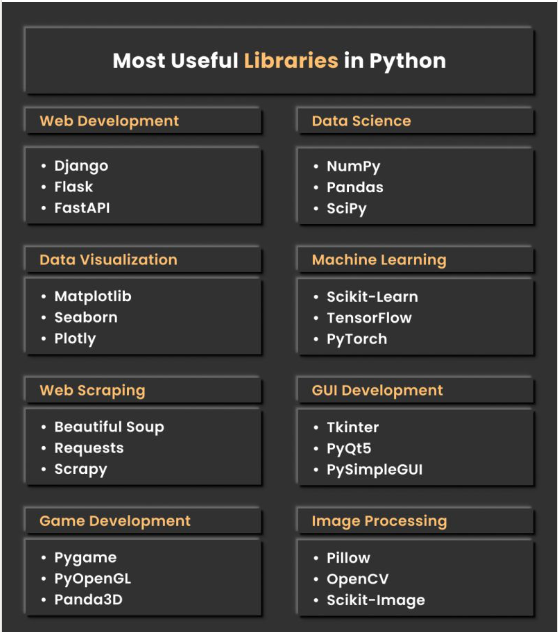 Most Useful Libraries in Python
Web Development
• Django
• Flask
• FastAPI
Data Science
• NumPy
• Pandas
• SciPy
Data Visualization
• Matplotlib
• Seaborn
• Plotly
Machine Learning
• Scikit-Learn
• TensorFlow
• PyTorch
Web Scraping
• Beautiful Soup
• Requests
• Scrapy
GUI Development
• Tkinter
• PyQt5
• PySimpleGUI
Game Development
• Pygame
• PyOpenGL
• Panda3D
Image Processing
• Pillow
• OpenCV
• Scikit-Image